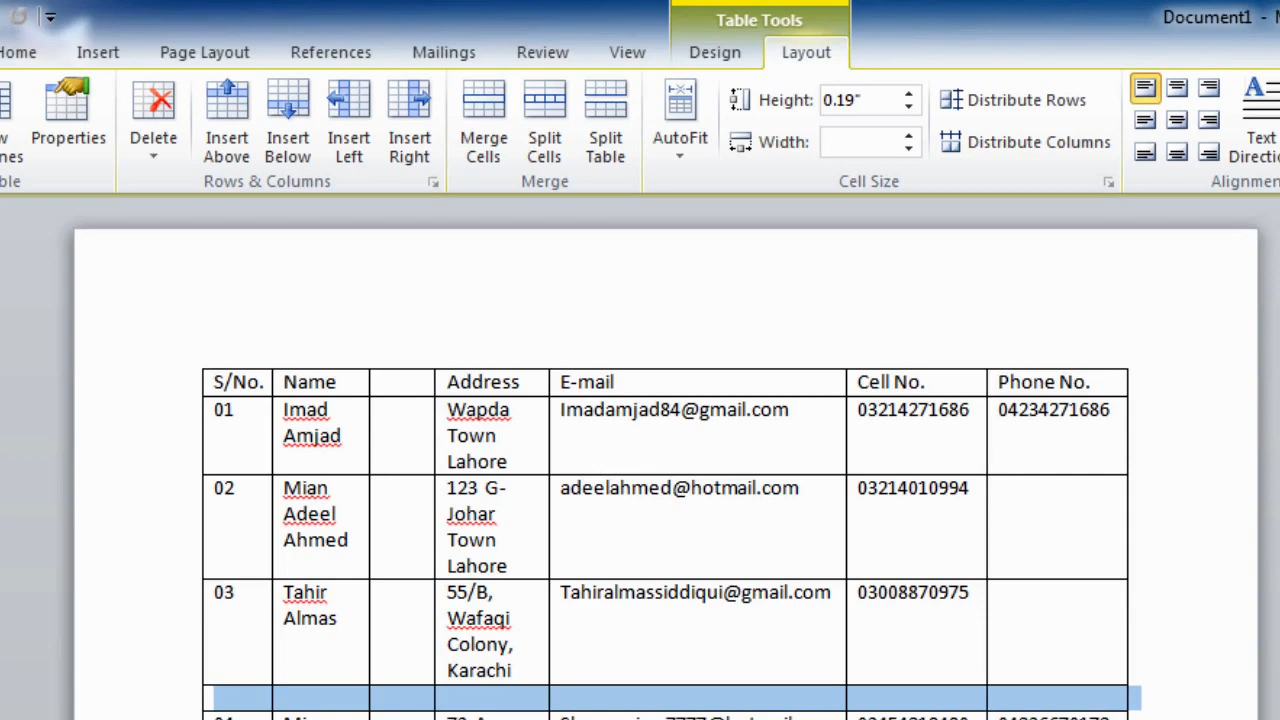 Table Tools
Document1 -
Home Insert Page Layout References Mailings Review View Design Layout
Properties
Delete
Insert Above
Insert Below
Insert Left
Insert Right
Merge Cells
Split Cells
Split Table
AutoFit
Height: 0.19"
Width:
Distribute Rows
Distribute Columns
Text
Rows & Columns
Merge
Cell Size
S/No. Name Address E-mail Cell No. Phone No.
01 Imad Wapda Imadamjad84@gmail.com 03214271686 04234271686
Amjad Town
Lahore
02 Mian 123 G- adeelahmed@hotmail.com 03214010994
Adeel Johar
Ahmed Town
Lahore
03 Tahir 55/B, Tahiralmassiddiqui@gmail.com 03008870975
Almas Wafaqi
Colony,
Karachi